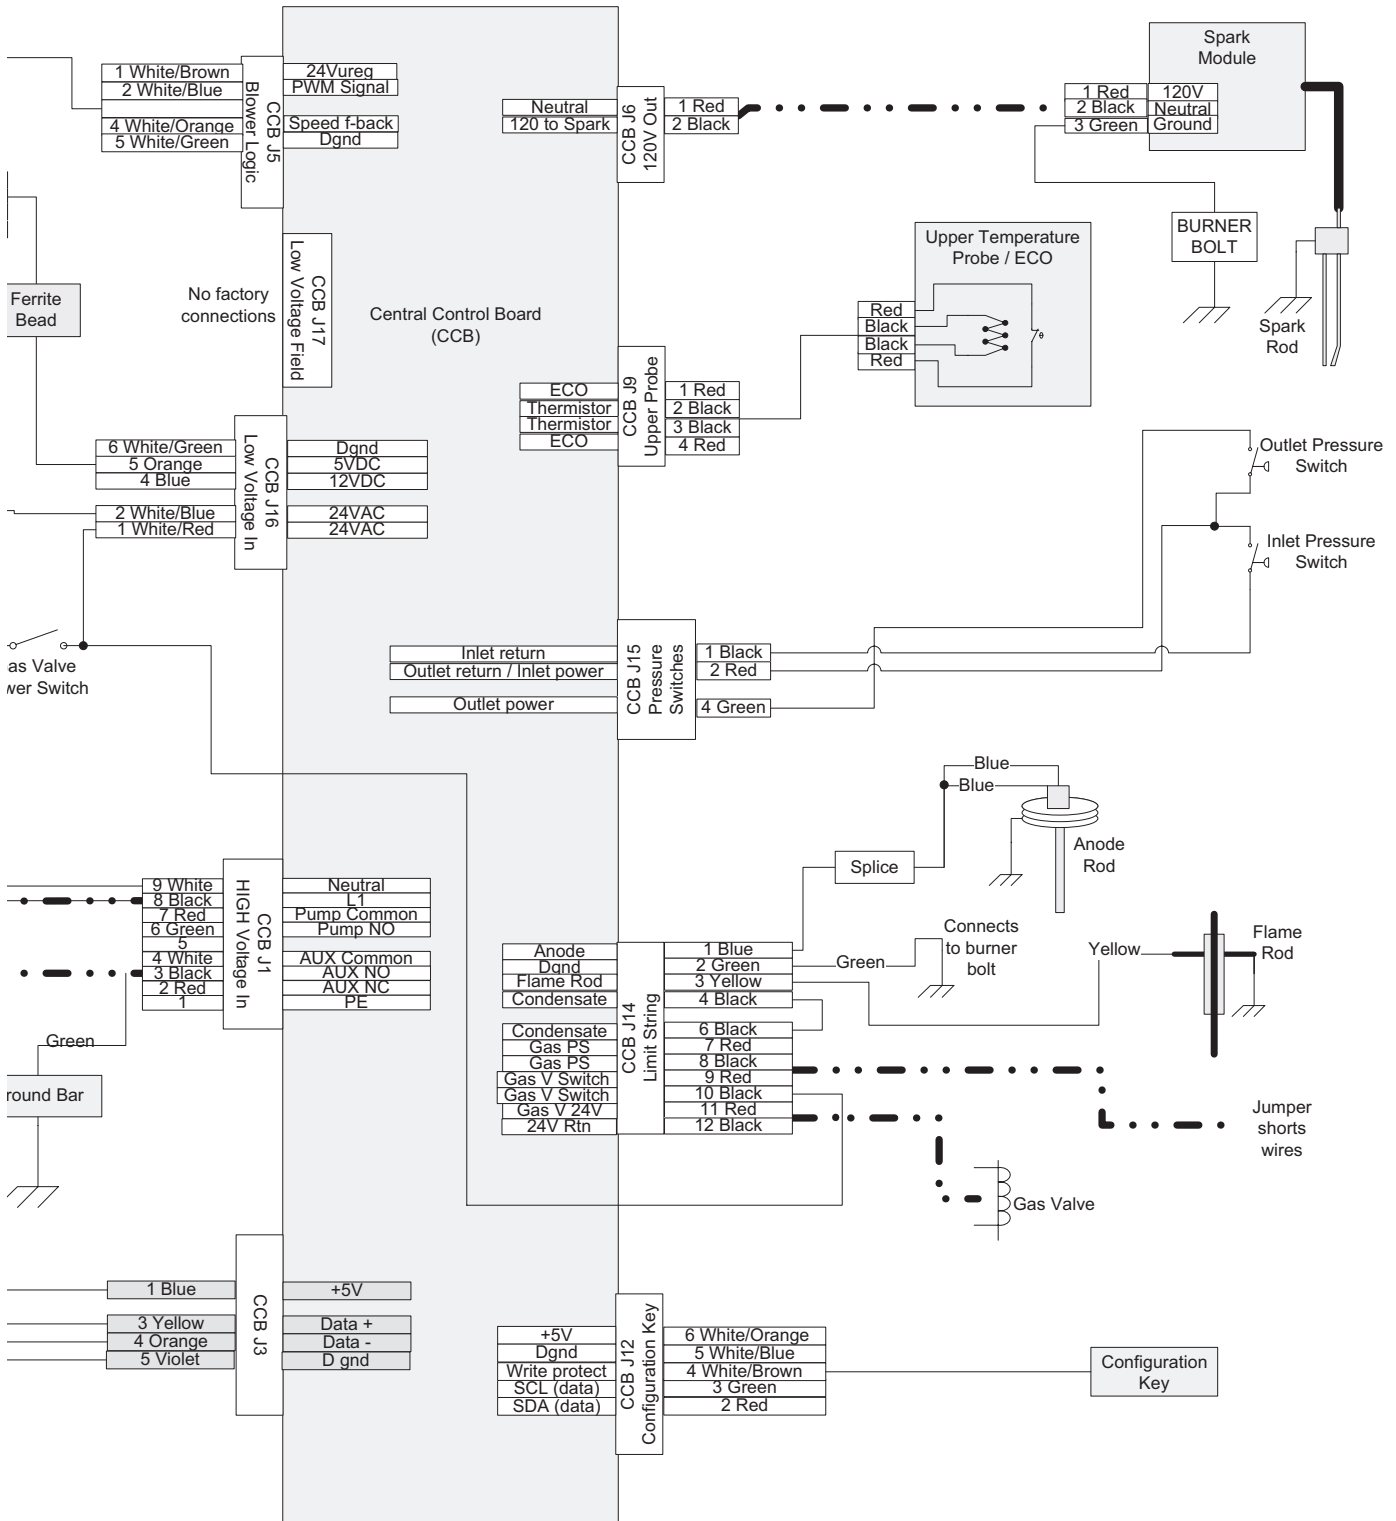 1 White/Brown
2 White/Blue
4 White/Orange
5 White/Green
CCB J5
Blower Logic
24Vureg
PWM Signal
Speed f-back
Dgnd
Neutral
120 to Spark
CCB J6
120V Out
1 Red
2 Black
Spark
Module
1 Red
2 Black
3 Green
120V
Neutral
Ground
BURNER
BOLT
Spark
Rod
Ferrite
Bead
No factory
connections
CCB J17
Low Voltage Field
Central Control Board
(CCB)
Upper Temperature
Probe / ECO
Red
Black
Black
Red
θ
ECO
Thermistor
Thermistor
ECO
CCB J9
Upper Probe
1 Red
2 Black
3 Black
4 Red
6 White/Green
5 Orange
4 Blue
2 White/Blue
1 White/Red
CCB J16
Low Voltage In
Dgnd
5VDC
12VDC
24VAC
24VAC
Outlet Pressure
Switch
Inlet Pressure
Switch
as Valve
wer Switch
Inlet return
Outlet return / Inlet power
Outlet power
CCB J15
Pressure
Switches
1 Black
2 Red
4 Green
Blue
Blue
Splice
Anode
Rod
9 White
8 Black
7 Red
6 Green
5
4 White
3 Black
2 Red
1
CCB J1
HIGH Voltage In
Neutral
L1
Pump Common
Pump NO
AUX Common
AUX NO
AUX NC
PE
Green
round Bar
Anode
Dgnd
Flame Rod
Condensate
Condensate
Gas PS
Gas PS
Gas V Switch
Gas V Switch
Gas V 24V
24V Rtn
CCB J14
Limit String
1 Blue
2 Green
3 Yellow
4 Black
6 Black
7 Red
8 Black
9 Red
10 Black
11 Red
12 Black
Green
Connects
to burner
bolt
Yellow
Flame
Rod
Jumper
shorts
wires
Gas Valve
1 Blue
3 Yellow
4 Orange
5 Violet
CCB J3
+5V
Data +
Data -
D gnd
+5V
Dgnd
Write protect
SCL (data)
SDA (data)
CCB J12
Configuration Key
6 White/Orange
5 White/Blue
4 White/Brown
3 Green
2 Red
Configuration
Key